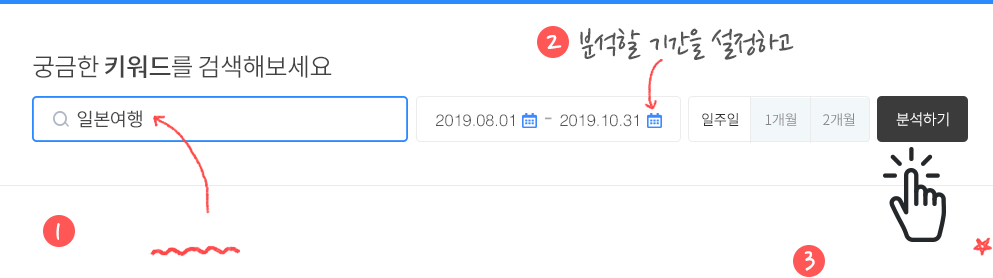 2 분석할 기간을 설정하고
궁금한 키워드를 검색해보세요
일본여행
2019.08.01 - 2019.10.31
일주일 1개월 2개월 분석하기
1
3